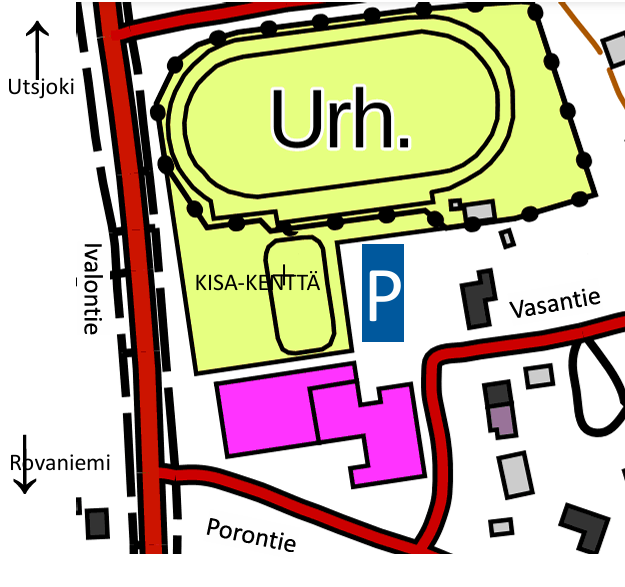 Utsjoki
Urh.
Ivalontie
KISA-KENTTÄ
P
Vasantie
Rovaniemi
Porontie